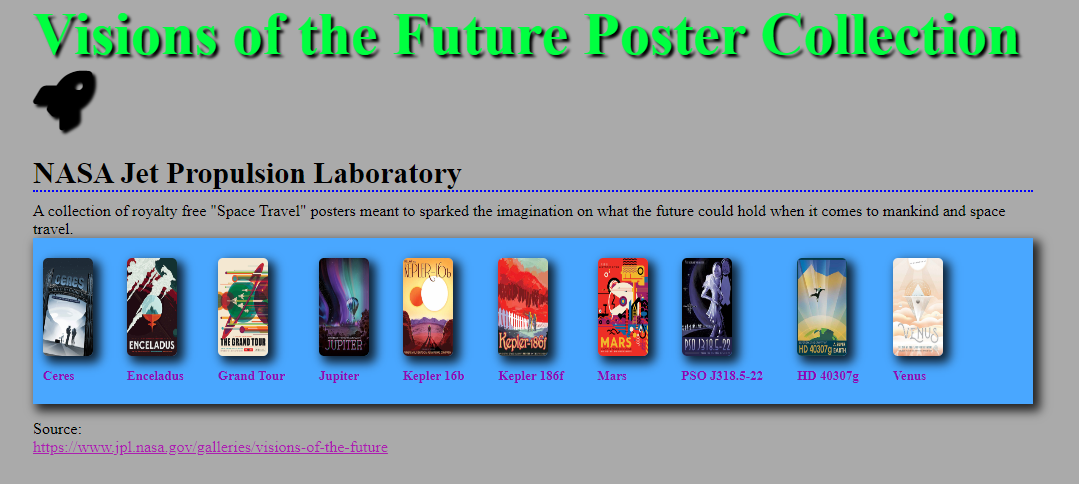 Visions of the Future Poster Collection
NASA Jet Propulsion Laboratory
A collection of royalty free "Space Travel" posters meant to sparked the imagination on what the future could hold when it comes to mankind and space
travel.
CERES
ENCELADUS
THE GRAND TOUR
JUPITER
KEPLER-16b
Kepler-186f
MARS
PSO J318.5-22
HD 40307g
SUPER EARTH
VENUS
Ceres
Enceladus
Grand Tour
Jupiter
Kepler 16b
Kepler 186f
Mars
PSO J318.5-22
HD 40307g
Venus
Source:
https://www.jpl.nasa.gov/galleries/visions-of-the-future